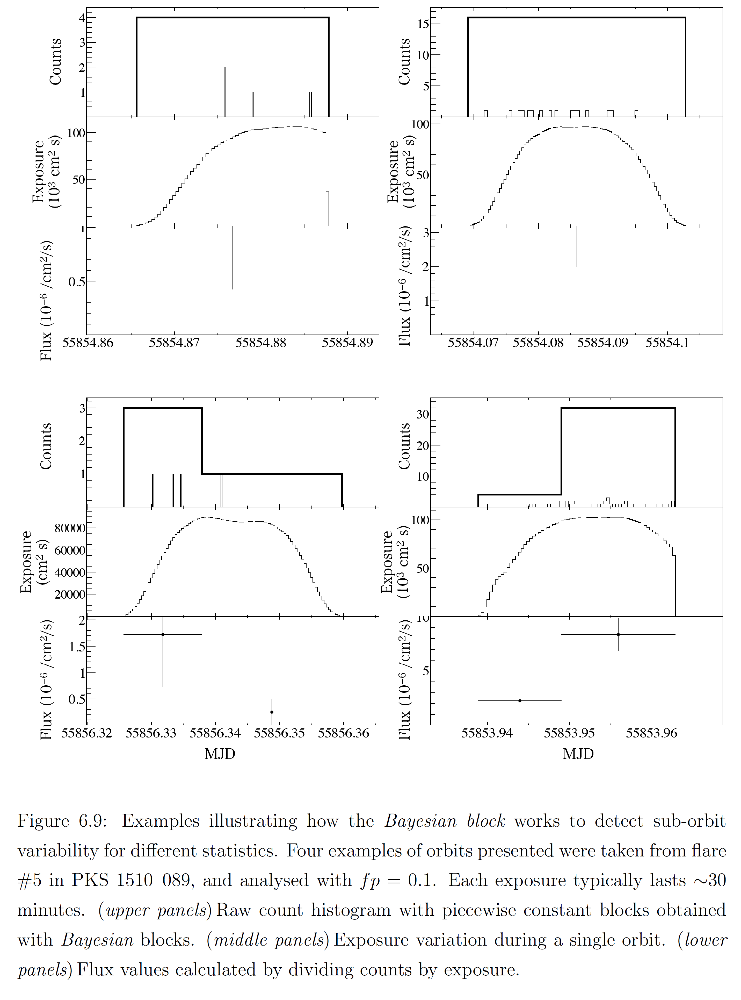 4
3
2
1
Counts
100
50
Exposure
(10³ cm² s)
1
0.5
Flux (10⁻⁶ /cm²/s)
55854.86 55854.87 55854.88 55854.89
15
10
5
Counts
100
50
Exposure
(10³ cm² s)
3
2
1
Flux (10⁻⁶ /cm²/s)
55854.07 55854.08 55854.09 55854.1
3
2
1
Counts
80000
60000
40000
20000
Exposure
(cm² s)
2
1.5
1
0.5
Flux (10⁻⁶ /cm²/s)
55856.32 55856.33 55856.34 55856.35 55856.36
MJD
30
20
10
Counts
100
50
Exposure
(10³ cm² s)
10
5
Flux (10⁻⁶ /cm²/s)
55853.94 55853.95 55853.96
MJD
Figure 6.9: Examples illustrating how the Bayesian block works to detect sub-orbit
variability for different statistics. Four examples of orbits presented were taken from flare
#5 in PKS 1510–089, and analysed with fp = 0.1. Each exposure typically lasts ~30
minutes. (upper panels) Raw count histogram with piecewise constant blocks obtained
with Bayesian blocks. (middle panels) Exposure variation during a single orbit. (lower
panels) Flux values calculated by dividing counts by exposure.